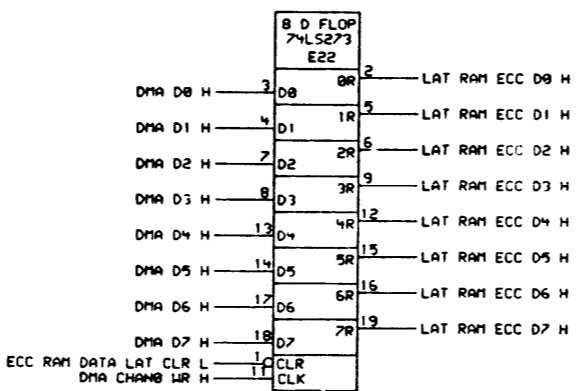 8 D FLOP
74LS273
E22
2
0R LAT RAM ECC D0 H
DMA D0 H 3 D0
5
1R LAT RAM ECC D1 H
DMA D1 H 4 D1
6
2R LAT RAM ECC D2 H
DMA D2 H 7 D2
9
3R LAT RAM ECC D3 H
DMA D3 H 8 D3
12
4R LAT RAM ECC D4 H
DMA D4 H 13 D4
15
5R LAT RAM ECC D5 H
DMA D5 H 14 D5
16
6R LAT RAM ECC D6 H
DMA D6 H 17 D6
19
7R LAT RAM ECC D7 H
DMA D7 H 18 D7
ECC RAM DATA LAT CLR L 1 CLR
DMA CHAN0 WR H 11 CLK